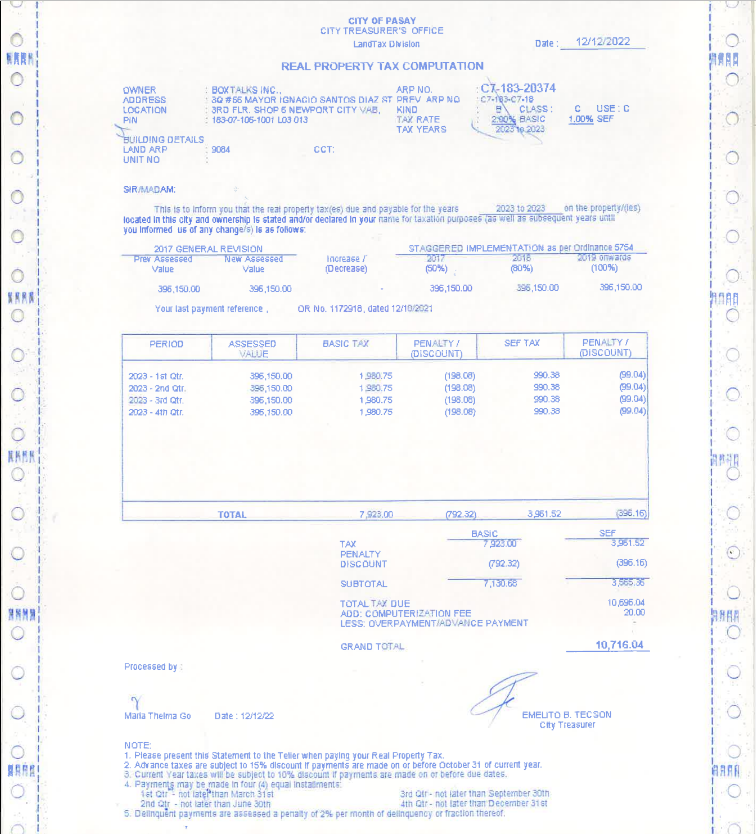 CITY OF PASAY
CITY TREASURER'S OFFICE
LandTax Division
Date : 12/12/2022
REAL PROPERTY TAX COMPUTATION
OWNER : BOXTALKS INC., ARP NO. : C7-183-20374
ADDRESS : 3Q #55 MAYOR IGNACIO SANTOS DIAZ ST PREV. ARP NO : C7-183-C7-18
LOCATION : 3RD FLR. SHOP 5 NEWPORT CITY VAB, KIND : B CLASS : C USE : C
PIN : 183-07-105-1001 L03 013 TAX RATE : 2.00% BASIC 1.00% SEF
TAX YEARS : 2023 to 2023
BUILDING DETAILS :
LAND ARP : 9084 CCT:
UNIT NO :
SIR/MADAM:
This is to inform you that the real property tax(es) due and payable for the years 2023 to 2023 on the property/(ies)
located in this city and ownership is stated and/or declared in your name for taxation purposes (as well as subsequent years until
you informed us of any change/s) is as follows:
2017 GENERAL REVISION STAGGERED IMPLEMENTATION as per Ordinance 5754
Prev Assessed New Assessed Increase / 2017 2018 2019 onwards
Value Value (Decrease) (50%) (80%) (100%)
396,150.00 396,150.00 - 396,150.00 396,150.00 396,150.00
Your last payment reference , OR No. 1172918, dated 12/10/2021
PERIOD ASSESSED BASIC TAX PENALTY / SEF TAX PENALTY /
VALUE (DISCOUNT) (DISCOUNT)
2023 - 1st Qtr. 396,150.00 1,980.75 (198.08) 990.38 (99.04)
2023 - 2nd Qtr. 396,150.00 1,980.75 (198.08) 990.38 (99.04)
2023 - 3rd Qtr. 396,150.00 1,980.75 (198.08) 990.38 (99.04)
2023 - 4th Qtr. 396,150.00 1,980.75 (198.08) 990.38 (99.04)
TOTAL 7,923.00 (792.32) 3,961.52 (396.16)
BASIC SEF
TAX 7,923.00 3,961.52
PENALTY
DISCOUNT (792.32) (396.16)
SUBTOTAL 7,130.68 3,565.36
TOTAL TAX DUE 10,696.04
ADD: COMPUTERIZATION FEE 20.00
LESS: OVERPAYMENT/ADVANCE PAYMENT -
GRAND TOTAL 10,716.04
Processed by :
Maria Thelma Go Date : 12/12/22
EMELITO B. TECSON
City Treasurer
NOTE:
1. Please present this Statement to the Teller when paying your Real Property Tax.
2. Advance taxes are subject to 15% discount if payments are made on or before October 31 of current year.
3. Current Year taxes will be subject to 10% discount if payments are made on or before due dates.
4. Payments may be made in four (4) equal installments:
1st Qtr - not later than March 31st 3rd Qtr - not later than September 30th
2nd Qtr - not later than June 30th 4th Qtr - not later than December 31st
5. Delinquent payments are assessed a penalty of 2% per month of delinquency or fraction thereof.